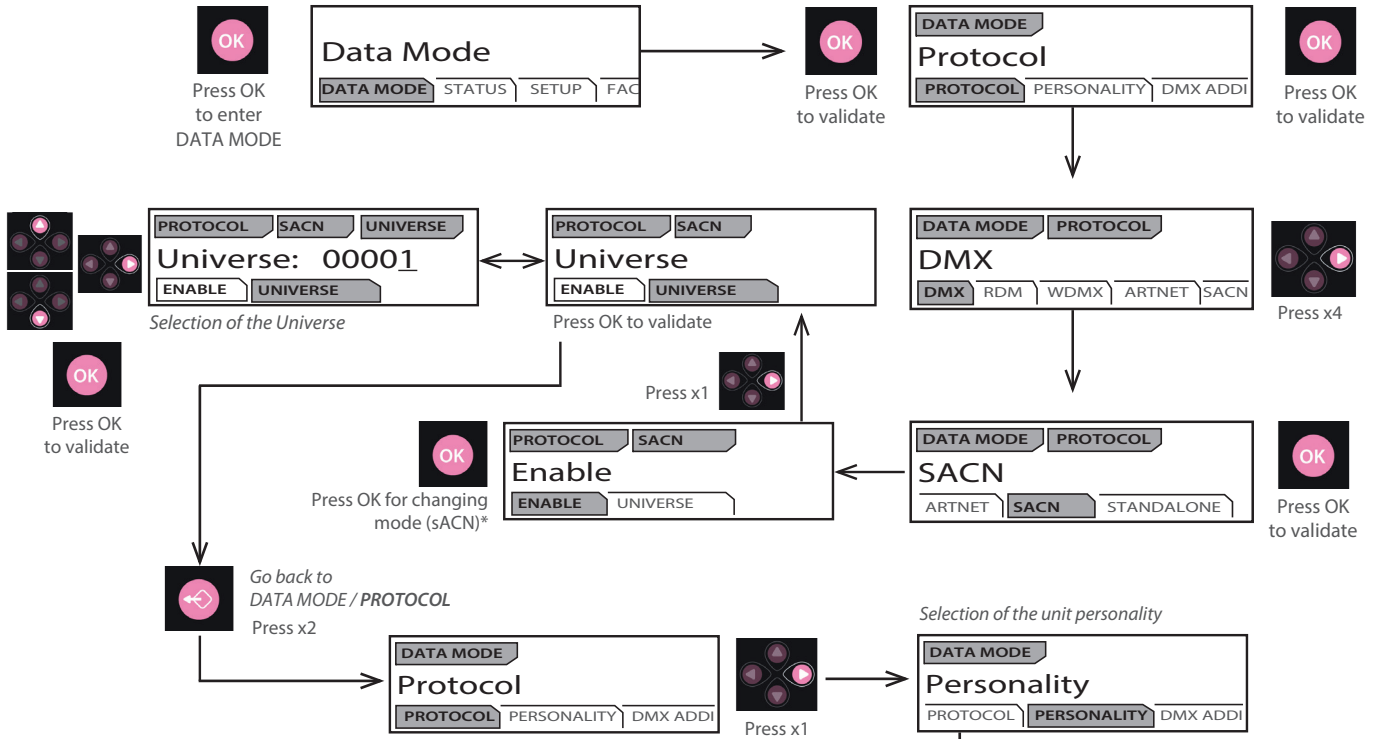 OK
Press OK
to enter
DATA MODE
Data Mode
DATA MODE STATUS SETUP FAC
OK
Press OK
to validate
DATA MODE
Protocol
PROTOCOL PERSONALITY DMX ADDI
OK
Press OK
to validate
PROTOCOL SACN UNIVERSE
Universe: 00001
ENABLE UNIVERSE
Selection of the Universe
OK
Press OK
to validate
PROTOCOL SACN
Universe
ENABLE UNIVERSE
Press OK to validate
DATA MODE PROTOCOL
DMX
DMX RDM WDMX ARTNET SACN
Press x4
Press x1
OK
Press OK for changing
mode (sACN)*
PROTOCOL SACN
Enable
ENABLE UNIVERSE
DATA MODE PROTOCOL
SACN
ARTNET SACN STANDALONE
OK
Press OK
to validate
Go back to
DATA MODE / PROTOCOL
Press x2
DATA MODE
Protocol
PROTOCOL PERSONALITY DMX ADDI
Press x1
Selection of the unit personality
DATA MODE
Personality
PROTOCOL PERSONALITY DMX ADDI